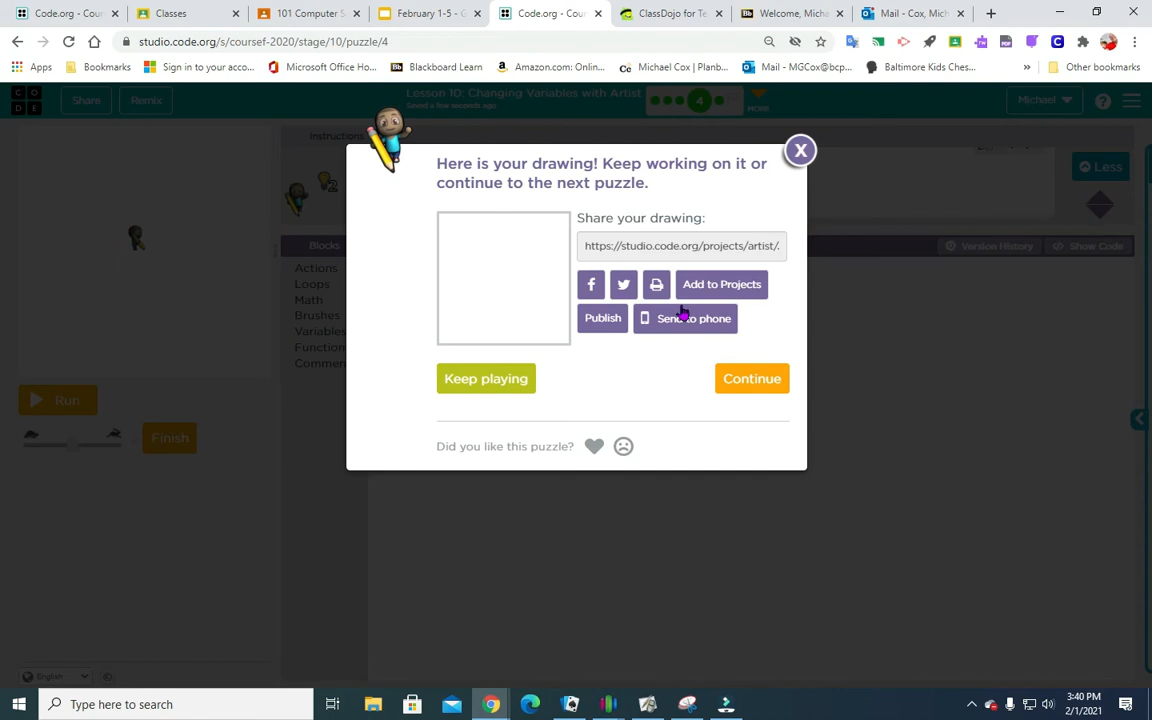 Code.org - Cour
Classes
101 Computer S
February 1-5 - G
Code.org - Cour
ClassDojo for Te
Welcome, Micha
Mail - Cox, Mich
studio.code.org/s/coursef-2020/stage/10/puzzle/4
Apps
Bookmarks
Sign in to your acco...
Microsoft Office Ho...
Blackboard Learn
Amazon.com: Onlin...
Michael Cox | Planb...
Mail - MGCox@bcp...
Baltimore Kids Ches...
»
Other bookmarks
C O
D E
Share
Remix
Lesson 10: Changing Variables with Artist
Saved a few seconds ago.
4
MORE
Michael
Instructions
2
Less
Here is your drawing! Keep working on it or
continue to the next puzzle.
X
Share your drawing:
https://studio.code.org/projects/artist/.
Add to Projects
Publish
Send to phone
Keep playing
Continue
Did you like this puzzle?
Blocks
Version History
</> Show Code
Actions
Loops
Math
Brushes
Variables
Function
Commen
Run
Finish
English
Type here to search
3:40 PM
2/1/2021